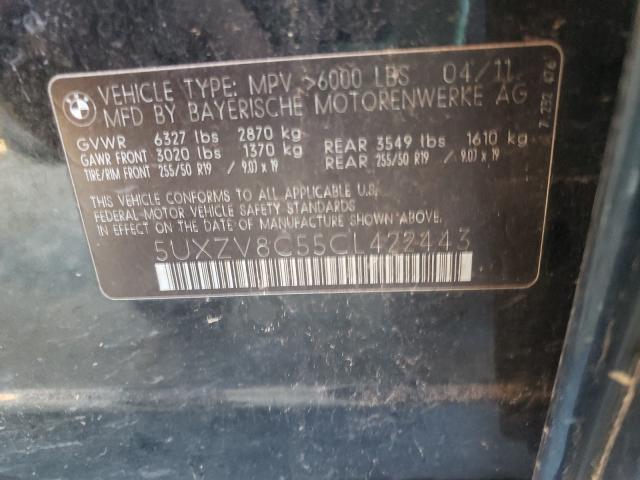 BMW
VEHICLE TYPE: MPV >6000 LBS 04/11
MFD BY BAYERISCHE MOTORENWERKE AG
GVWR 6327 lbs 2870 kg
GAWR FRONT 3020 lbs 1370 kg REAR 3549 lbs 1610 kg
TIRE/RIM FRONT 255/50 R19 / 9.0J x 19 REAR 255/50 R19 / 9.0J x 19
THIS VEHICLE CONFORMS TO ALL APPLICABLE U.S.
FEDERAL MOTOR VEHICLE SAFETY STANDARDS
IN EFFECT ON THE DATE OF MANUFACTURE SHOWN ABOVE.
5UXZV8C55CL422443